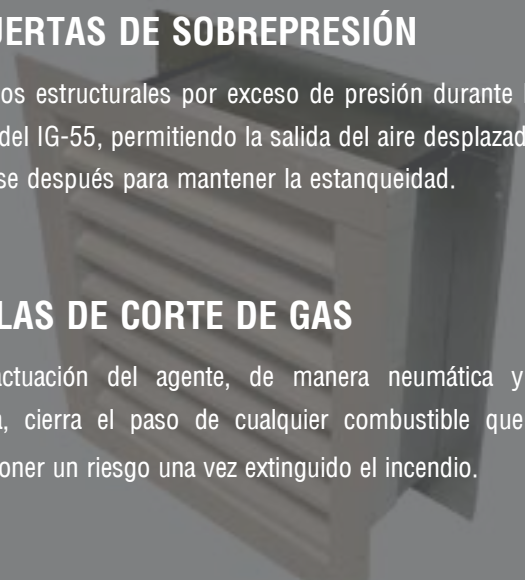 UERTAS DE SOBREPRESIÓN
os estructurales por exceso de presión durante
del IG-55, permitiendo la salida del aire desplazad
se después para mantener la estanqueidad.
LAS DE CORTE DE GAS
actuación del agente, de manera neumática y
a, cierra el paso de cualquier combustible que
oner un riesgo una vez extinguido el incendio.